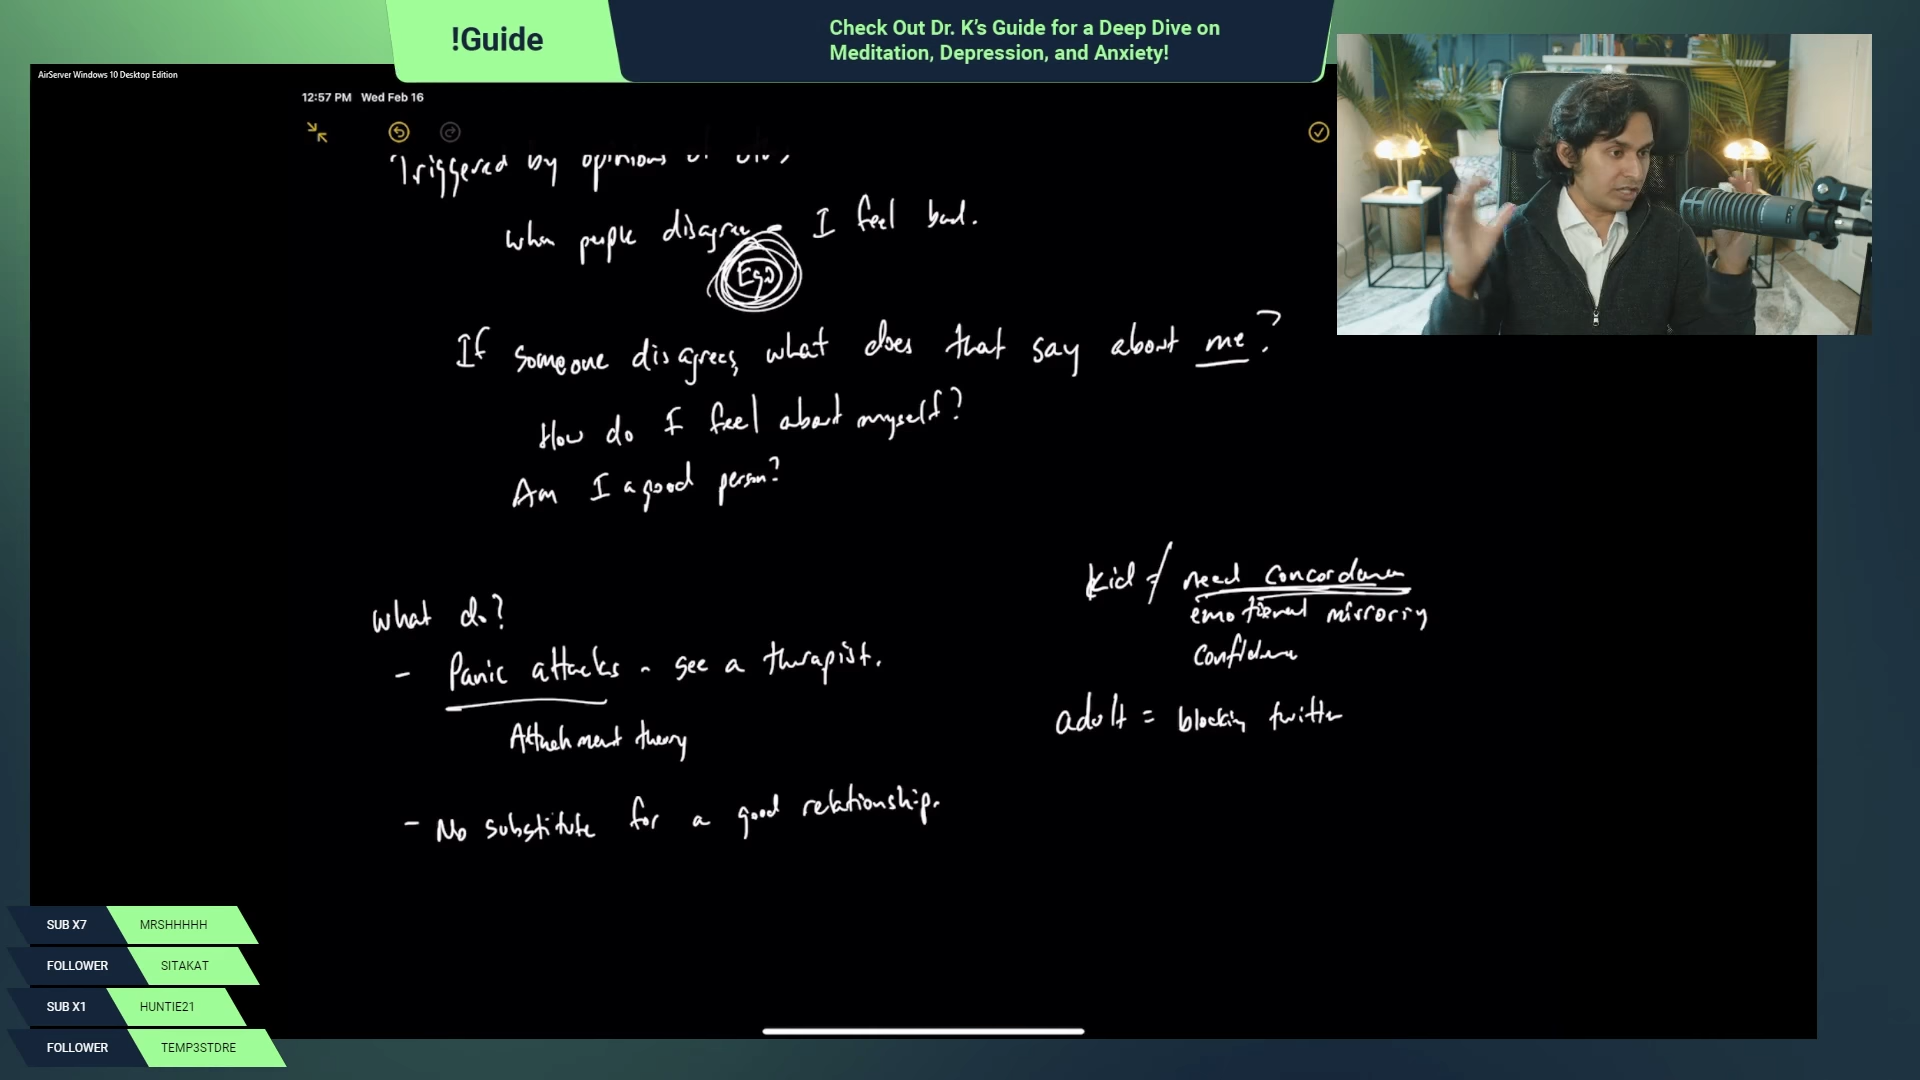 !Guide
Check Out Dr. K's Guide for a Deep Dive on
Meditation, Depression, and Anxiety!
AirServer Windows 10 Desktop Edition
12:57 PM Wed Feb 16
Triggered by opinions of
when people disagree - I feel bad.
Ego
If someone disagrees, what does that say about me?
How do I feel about myself?
Am I a good person?
what do?
- Panic attacks - see a therapist.
Attachment theory
- No substitute for a good relationship.
kid = need concordance
emotional mirroring
confidence
adult = blocking twitter
SUB X7 MRSHHHHH
FOLLOWER SITAKAT
SUB X1 HUNTIE21
FOLLOWER TEMP3STDRE